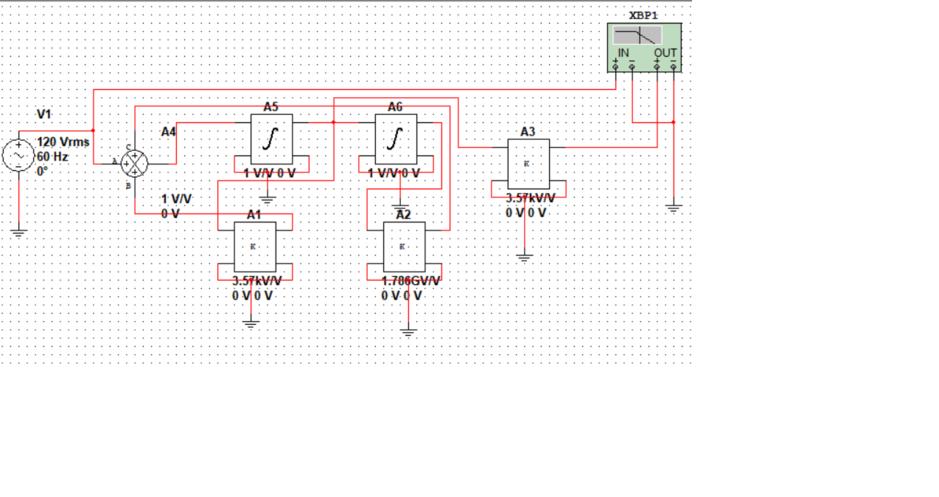 XBP1
IN OUT
V1
120 Vrms
60 Hz
0°
A4
A
B
C
1 V/V
0 V
A5
1 V/V 0 V
A6
1 V/V 0 V
A3
K
3.57kV/V
0 V 0 V
A1
K
3.57kV/V
0 V 0 V
A2
K
1.786GV/V
0 V 0 V